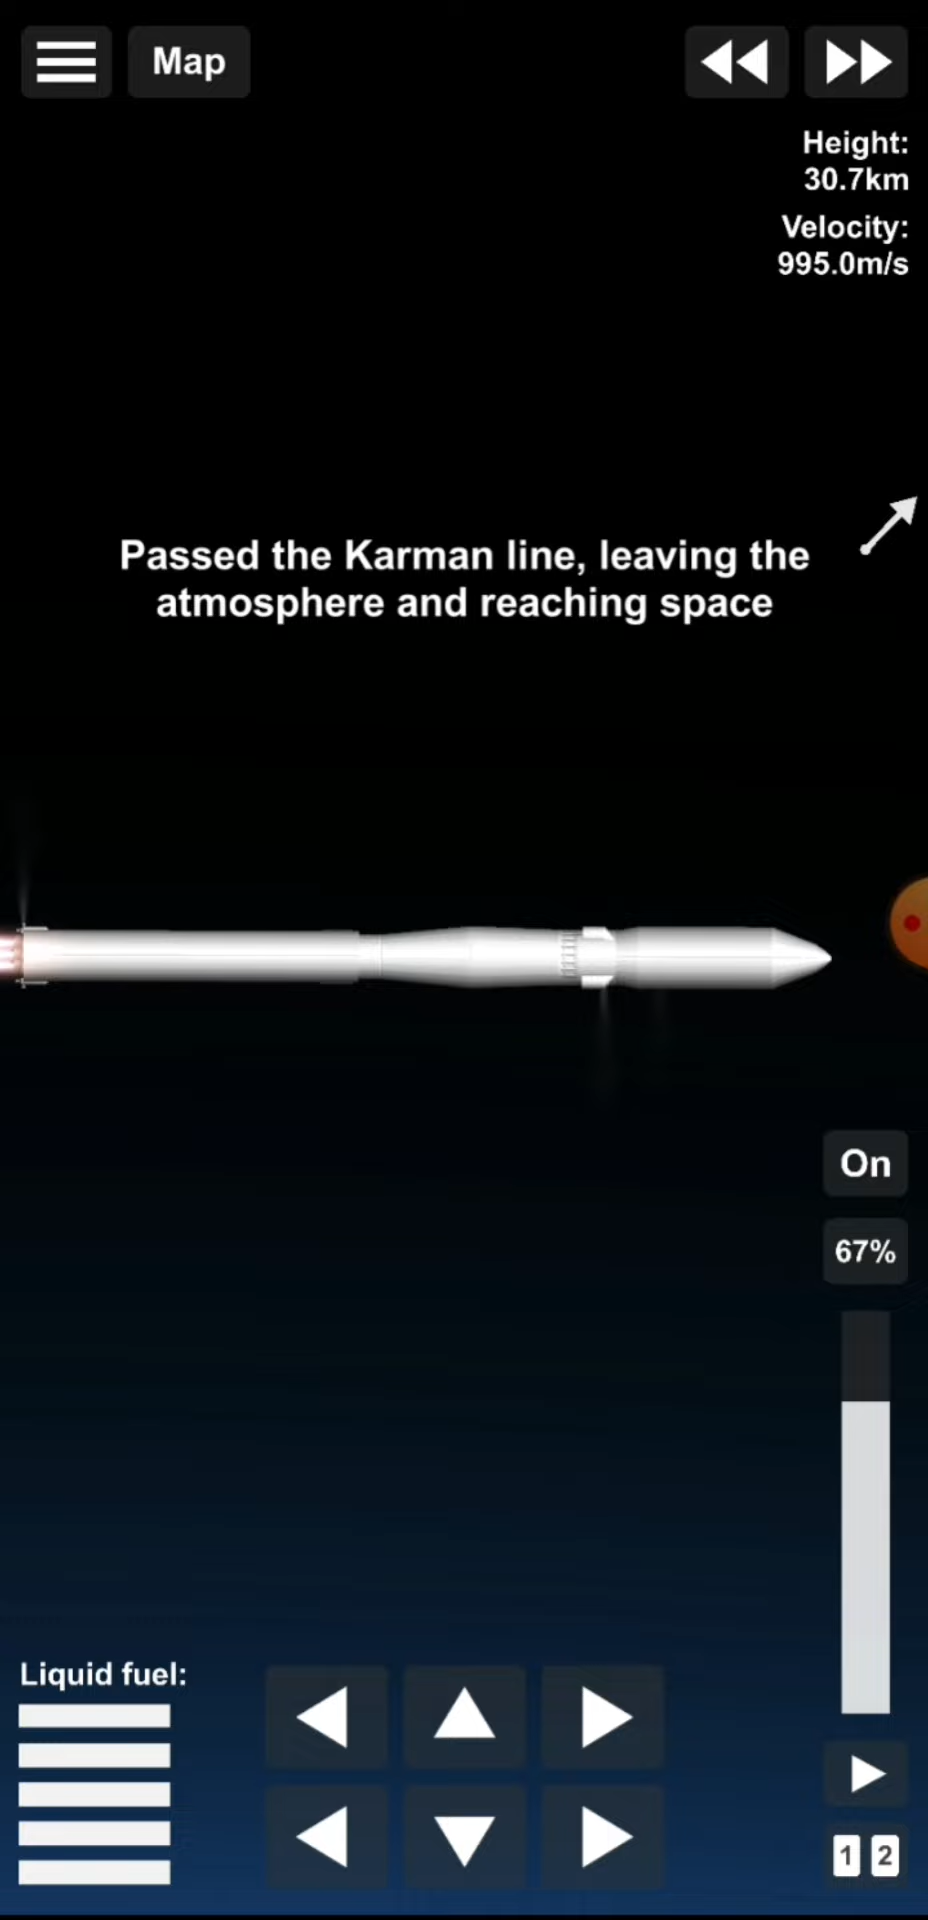 Map
Height:
30.7km
Velocity:
995.0m/s
Passed the Karman line, leaving the
atmosphere and reaching space
On
67%
Liquid fuel:
1 2